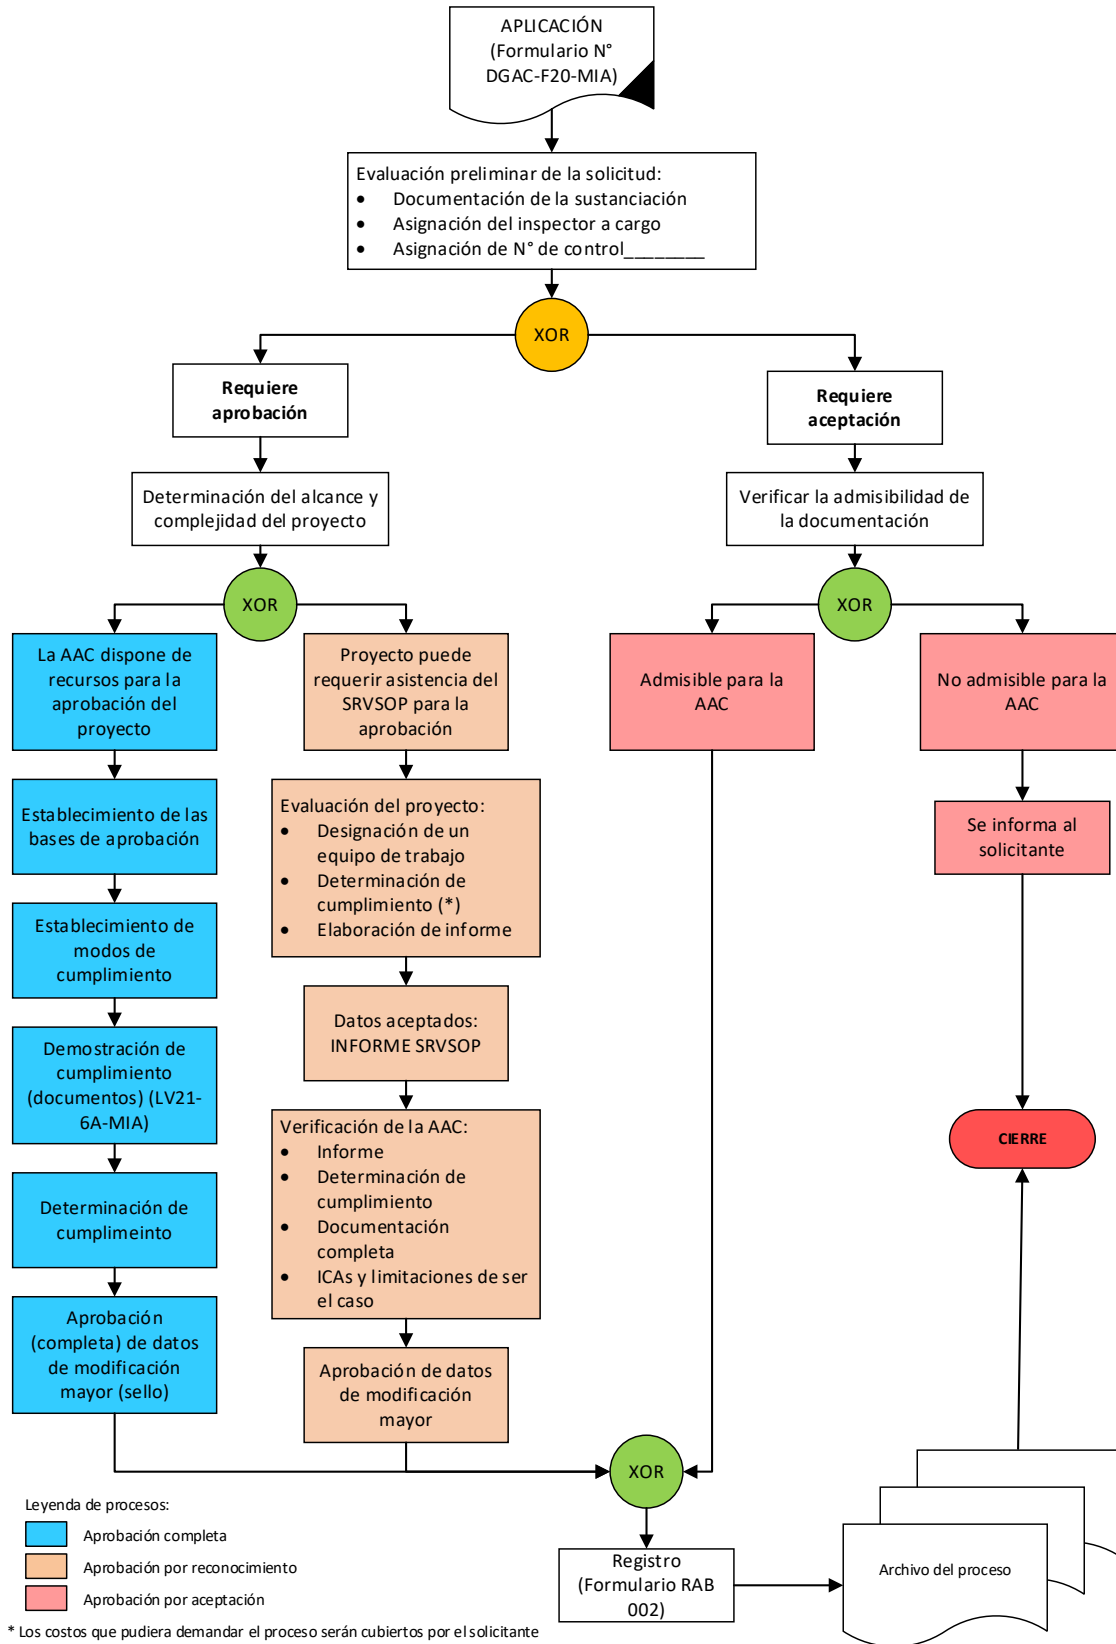 APLICACIÓN
(Formulario N°
DGAC-F20-MIA)
Evaluación preliminar de la solicitud:
• Documentación de la sustanciación
• Asignación del inspector a cargo
• Asignación de N° de control________
XOR
Requiere
aprobación
Requiere
aceptación
Determinación del alcance y
complejidad del proyecto
Verificar la admisibilidad de
la documentación
XOR
XOR
La AAC dispone de
recursos para la
aprobación del
proyecto
Proyecto puede
requerir asistencia del
SRVSOP para la
aprobación
Admisible para la
AAC
No admisible para la
AAC
Establecimiento de las
bases de aprobación
Evaluación del proyecto:
• Designación de un
equipo de trabajo
• Determinación de
cumplimiento (*)
• Elaboración de informe
Se informa al
solicitante
Establecimiento de
modos de
cumplimiento
Datos aceptados:
INFORME SRVSOP
Demostración de
cumplimiento
(documentos) (LV21-
6A-MIA)
Verificación de la AAC:
• Informe
• Determinación de
cumplimiento
• Documentación
completa
• ICAs y limitaciones de ser
el caso
CIERRE
Determinación de
cumplimeinto
Aprobación
(completa) de datos
de modificación
mayor (sello)
Aprobación de datos
de modificación
mayor
XOR
Leyenda de procesos:
Aprobación completa
Aprobación por reconocimiento
Aprobación por aceptación
Registro
(Formulario RAB
002)
Archivo del proceso
* Los costos que pudiera demandar el proceso serán cubiertos por el solicitante